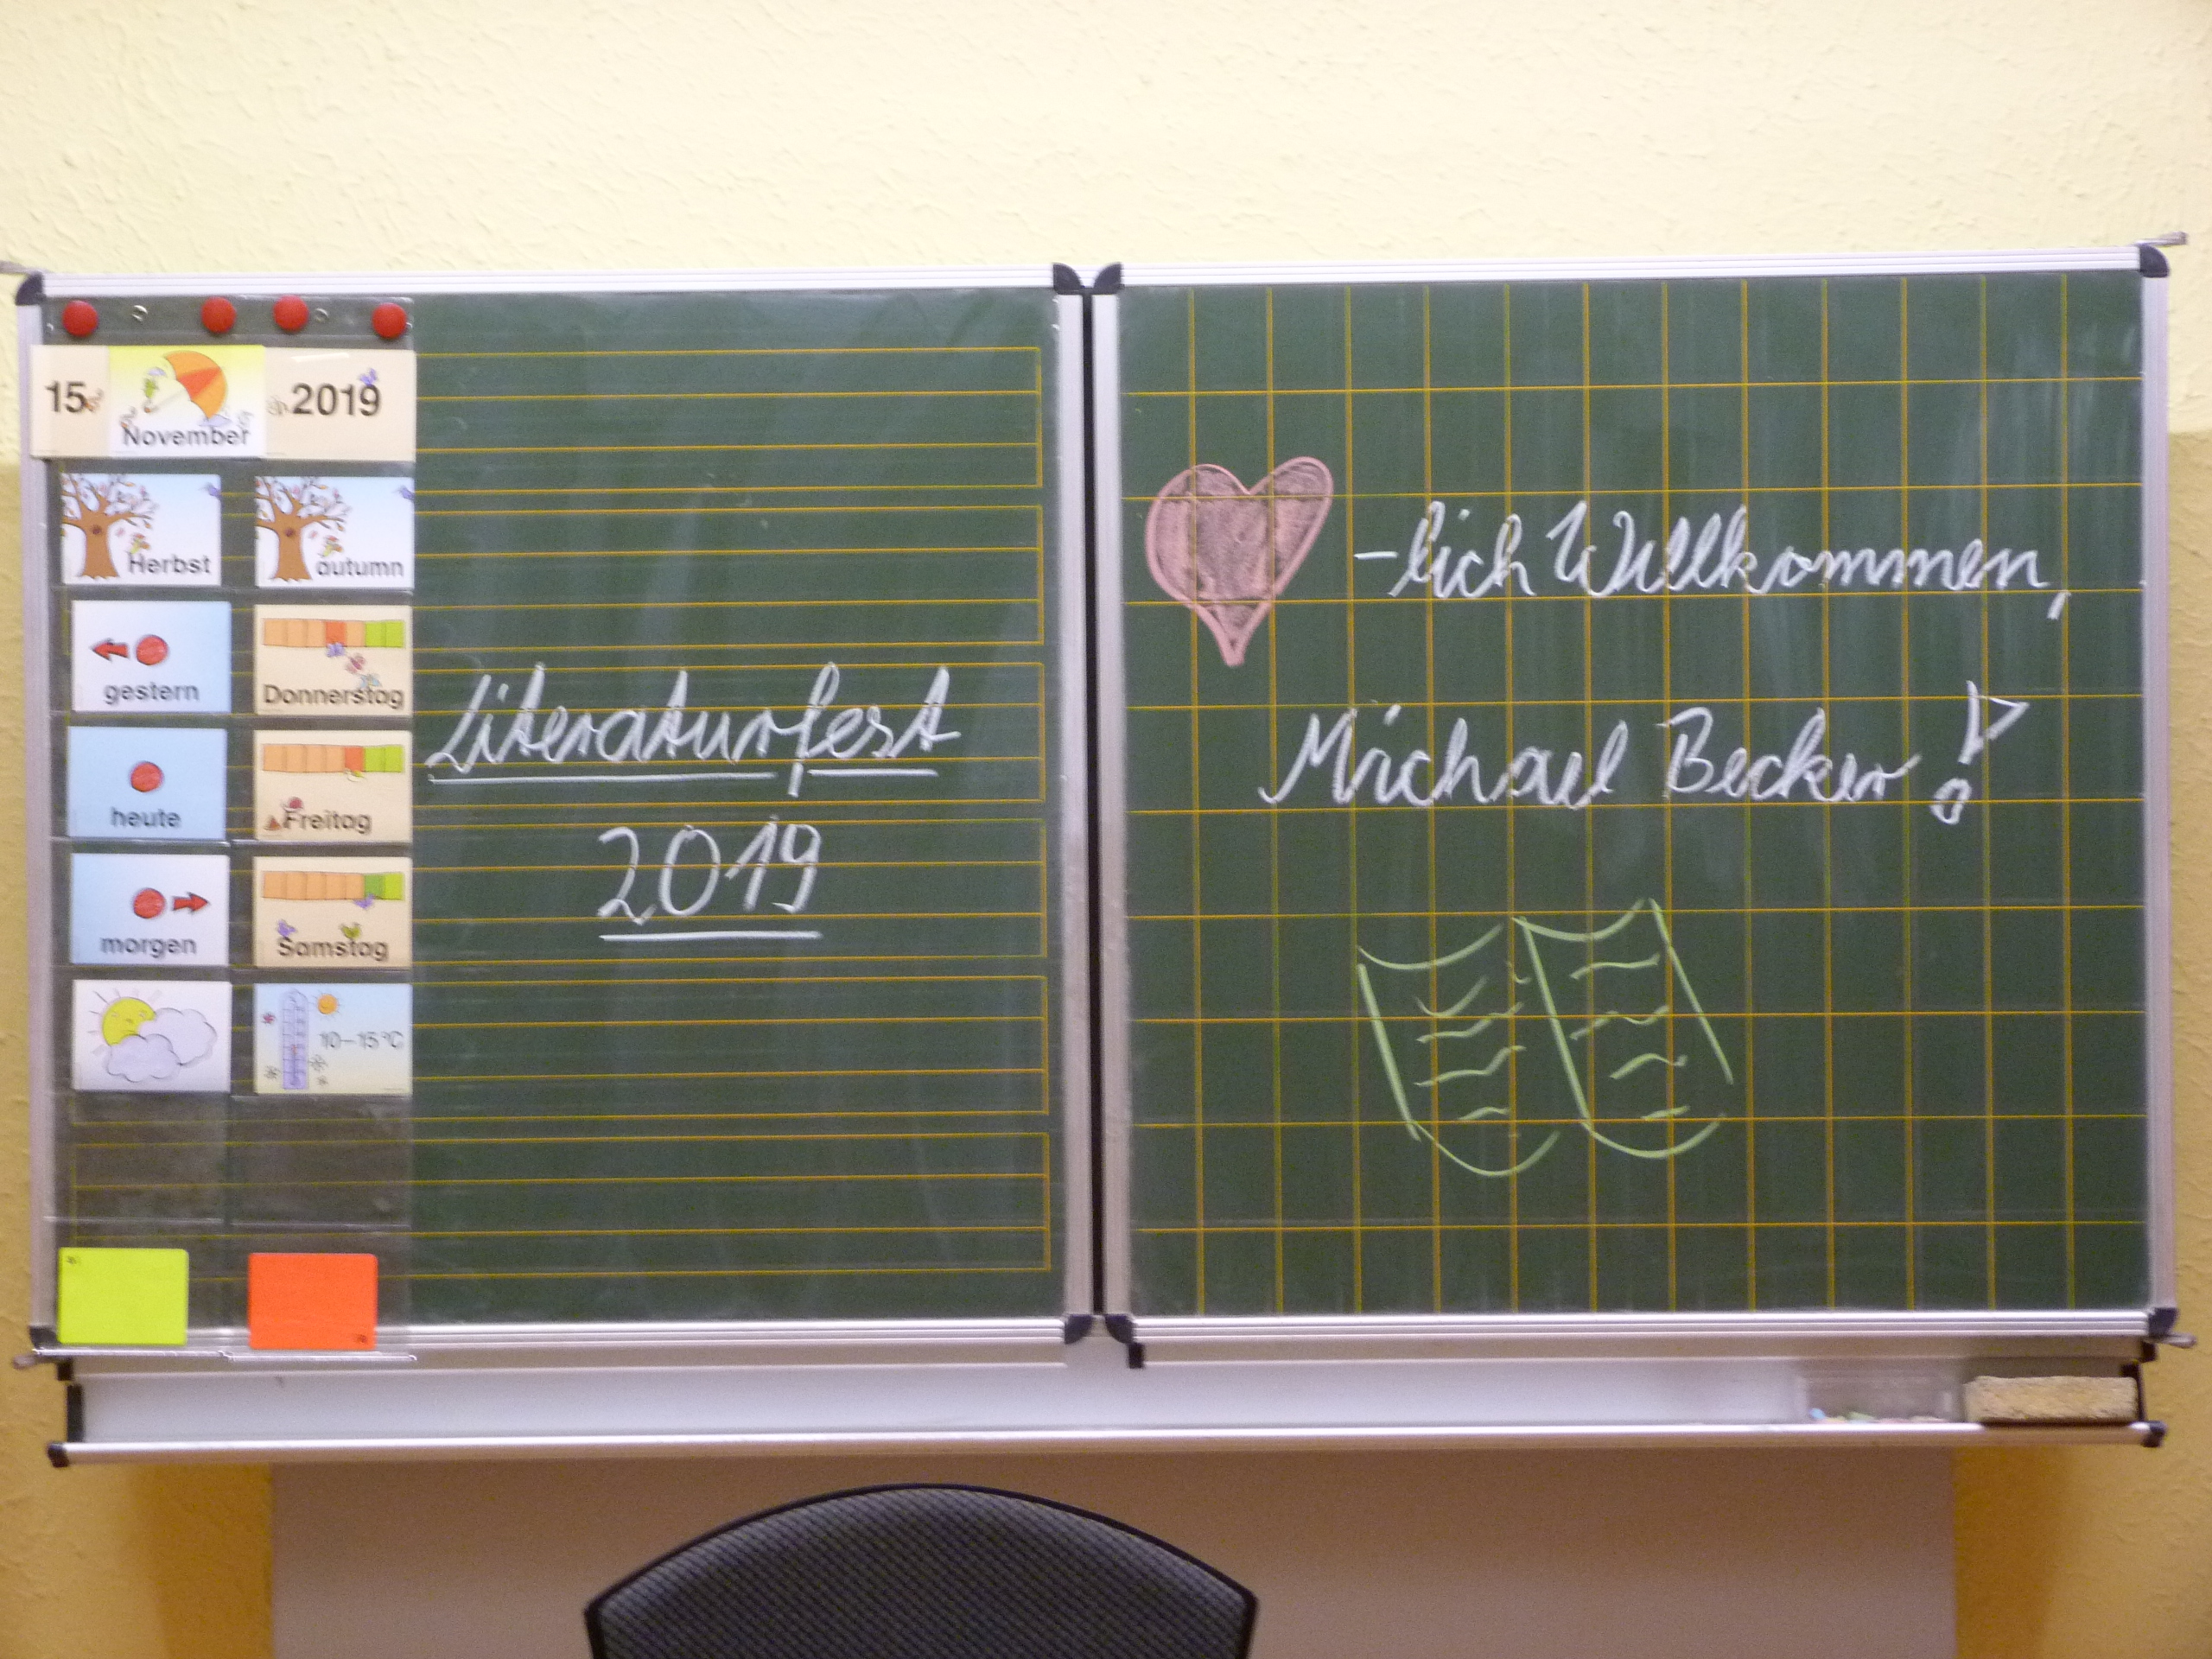 15 November 2019
Herbst autumn
gestern Donnerstag
heute Freitag
morgen Samstag
10–15 °C
Literaturfest
2019
-lich Willkommen,
Michael Becker!